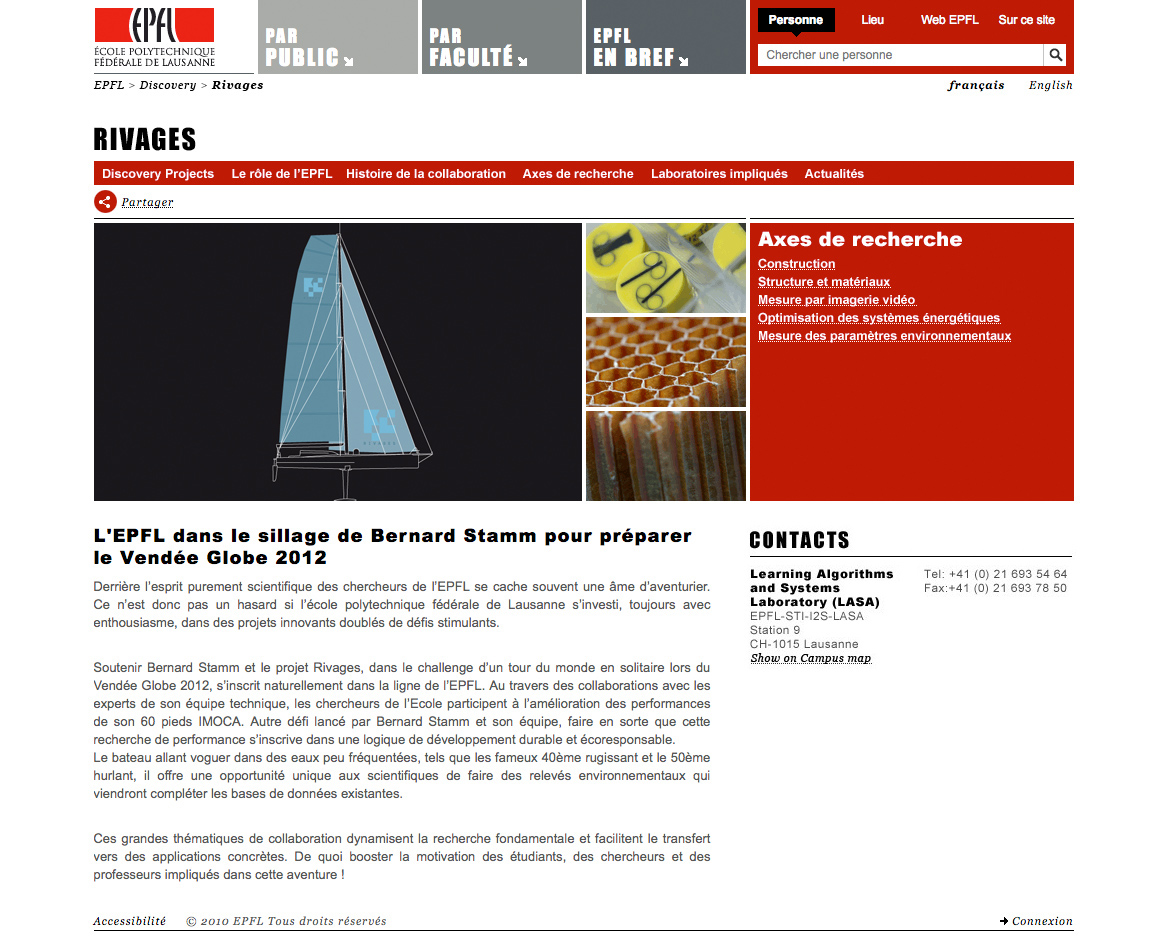 EPFL
ÉCOLE POLYTECHNIQUE
FÉDÉRALE DE LAUSANNE
PAR
PUBLIC
PAR
FACULTÉ
EPFL
EN BREF
Personne Lieu Web EPFL Sur ce site
Chercher une personne
EPFL > Discovery > Rivages
français English
RIVAGES
Discovery Projects Le rôle de l'EPFL Histoire de la collaboration Axes de recherche Laboratoires impliqués Actualités
Partager
Axes de recherche
Construction
Structure et matériaux
Mesure par imagerie vidéo
Optimisation des systèmes énergétiques
Mesure des paramètres environnementaux
L'EPFL dans le sillage de Bernard Stamm pour préparer
le Vendée Globe 2012
Derrière l'esprit purement scientifique des chercheurs de l'EPFL se cache souvent une âme d'aventurier.
Ce n'est donc pas un hasard si l'école polytechnique fédérale de Lausanne s'investi, toujours avec
enthousiasme, dans des projets innovants doublés de défis stimulants.
Soutenir Bernard Stamm et le projet Rivages, dans le challenge d'un tour du monde en solitaire lors du
Vendée Globe 2012, s'inscrit naturellement dans la ligne de l'EPFL. Au travers des collaborations avec les
experts de son équipe technique, les chercheurs de l'Ecole participent à l'amélioration des performances
de son 60 pieds IMOCA. Autre défi lancé par Bernard Stamm et son équipe, faire en sorte que cette
recherche de performance s'inscrive dans une logique de développement durable et écoresponsable.
Le bateau allant voguer dans des eaux peu fréquentées, tels que les fameux 40ème rugissant et le 50ème
hurlant, il offre une opportunité unique aux scientifiques de faire des relevés environnementaux qui
viendront compléter les bases de données existantes.
Ces grandes thématiques de collaboration dynamisent la recherche fondamentale et facilitent le transfert
vers des applications concrètes. De quoi booster la motivation des étudiants, des chercheurs et des
professeurs impliqués dans cette aventure !
CONTACTS
Learning Algorithms
and Systems
Laboratory (LASA)
EPFL-STI-I2S-LASA
Station 9
CH-1015 Lausanne
Show on Campus map
Tel: +41 (0) 21 693 54 64
Fax:+41 (0) 21 693 78 50
Accessibilité © 2010 EPFL Tous droits réservés
Connexion